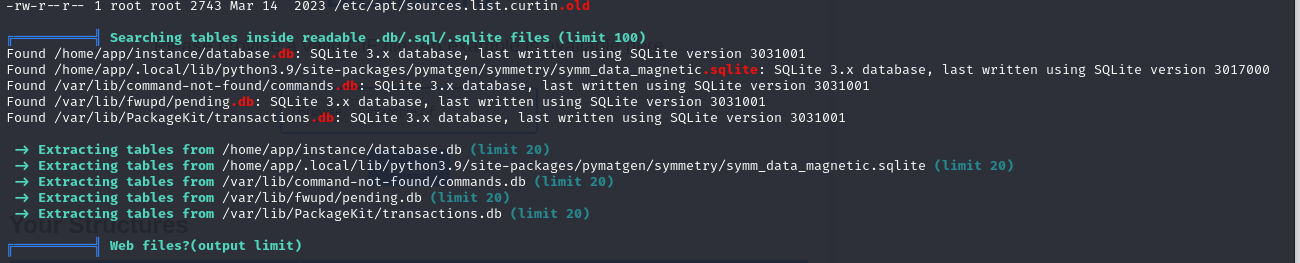 -rw-r--r-- 1 root root 2743 Mar 14  2023 /etc/apt/sources.list.curtin.old
╔══════════╣ Searching tables inside readable .db/.sql/.sqlite files (limit 100)
Found /home/app/instance/database.db: SQLite 3.x database, last written using SQLite version 3031001
Found /home/app/.local/lib/python3.9/site-packages/pymatgen/symmetry/symm_data_magnetic.sqlite: SQLite 3.x database, last written using SQLite version 3017000
Found /var/lib/command-not-found/commands.db: SQLite 3.x database, last written using SQLite version 3031001
Found /var/lib/fwupd/pending.db: SQLite 3.x database, last written using SQLite version 3031001
Found /var/lib/PackageKit/transactions.db: SQLite 3.x database, last written using SQLite version 3031001
-> Extracting tables from /home/app/instance/database.db (limit 20)
-> Extracting tables from /home/app/.local/lib/python3.9/site-packages/pymatgen/symmetry/symm_data_magnetic.sqlite (limit 20)
-> Extracting tables from /var/lib/command-not-found/commands.db (limit 20)
-> Extracting tables from /var/lib/fwupd/pending.db (limit 20)
-> Extracting tables from /var/lib/PackageKit/transactions.db (limit 20)
Your Structures
╔══════════╣ Web files?(output limit)